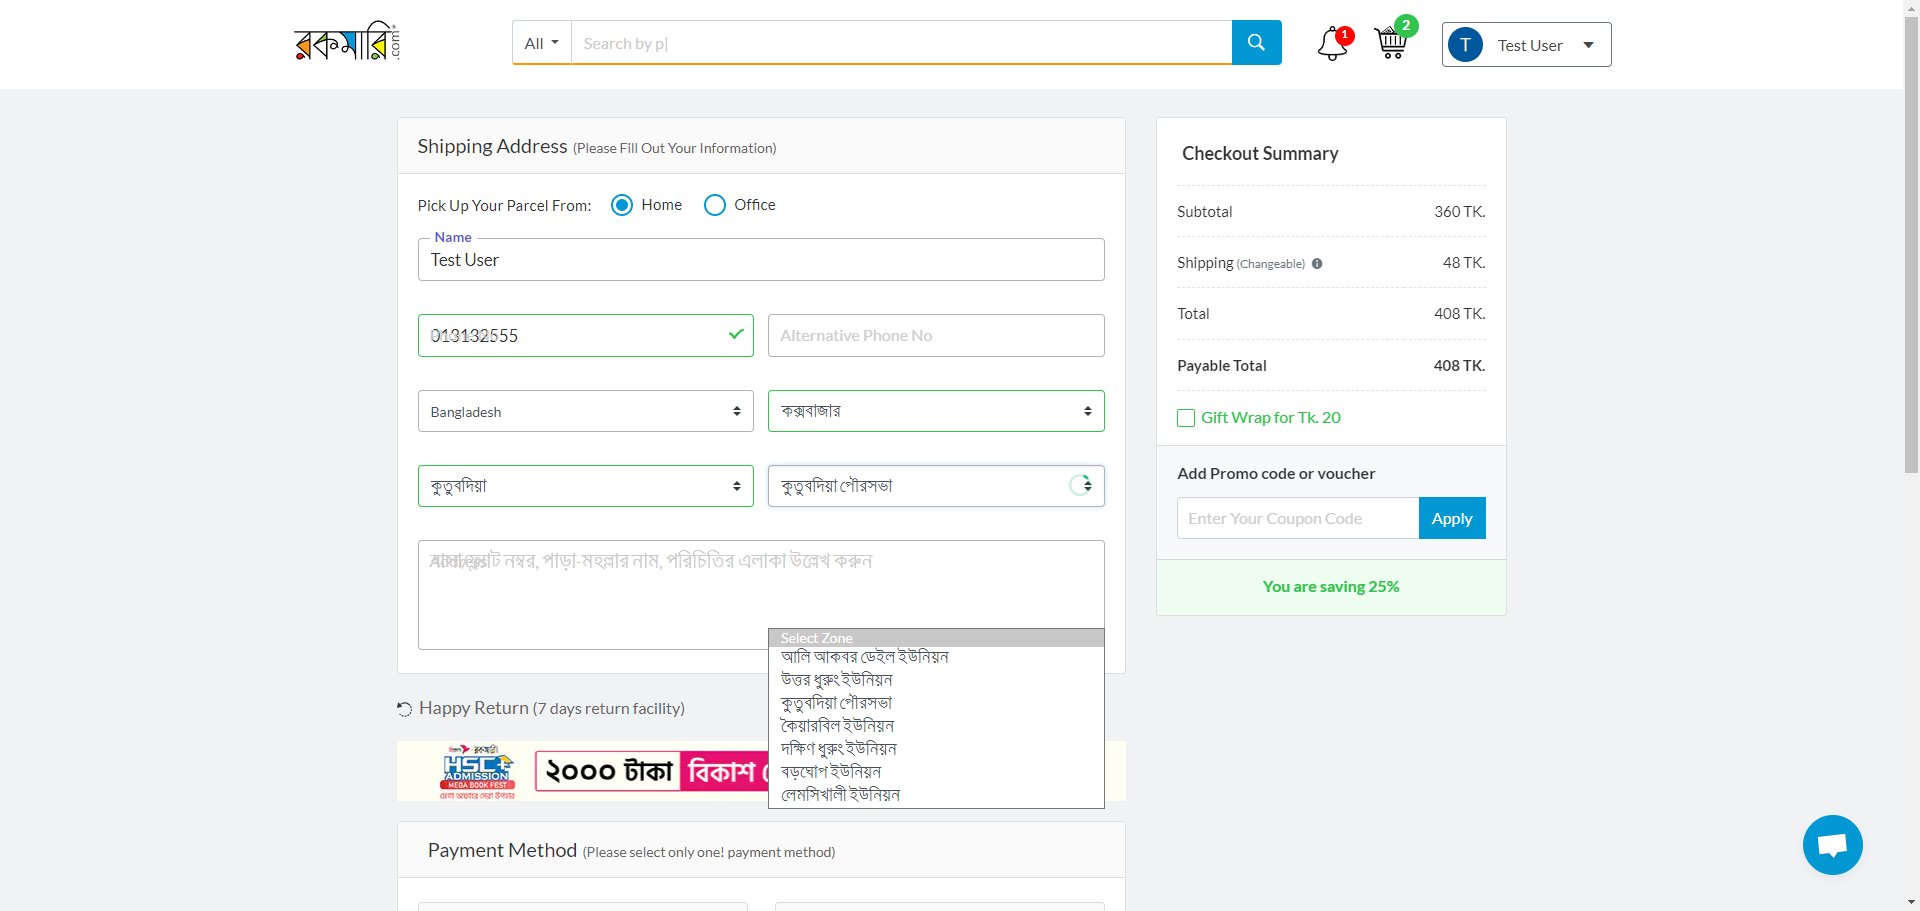 রকমারি.com
All
Search by p
1
2
T
Test User
Shipping Address (Please Fill Out Your Information)
Pick Up Your Parcel From:
Home
Office
Name
Test User
013132555
Alternative Phone No
Bangladesh
কক্সবাজার
কুতুবদিয়া
কুতুবদিয়া পৌরসভা
নম্বর, পাড়া-মহল্লার নাম, পরিচিতির এলাকা উল্লেখ করুন
Select Zone
আলি আকবর ডেইল ইউনিয়ন
উত্তর ধুরুং ইউনিয়ন
কুতুবদিয়া পৌরসভা
কৈয়ারবিল ইউনিয়ন
দক্ষিণ ধুরুং ইউনিয়ন
বড়ঘোপ ইউনিয়ন
লেমসিখালী ইউনিয়ন
Happy Return (7 days return facility)
বিকাশ রকমারি
HSC
ADMISSION
MEGA BOOK FEST
২০০০ টাকা বিকাশ
Payment Method (Please select only one! payment method)
Checkout Summary
Subtotal 360 TK.
Shipping (Changeable) 48 TK.
Total 408 TK.
Payable Total 408 TK.
Gift Wrap for Tk. 20
Add Promo code or voucher
Enter Your Coupon Code
Apply
You are saving 25%